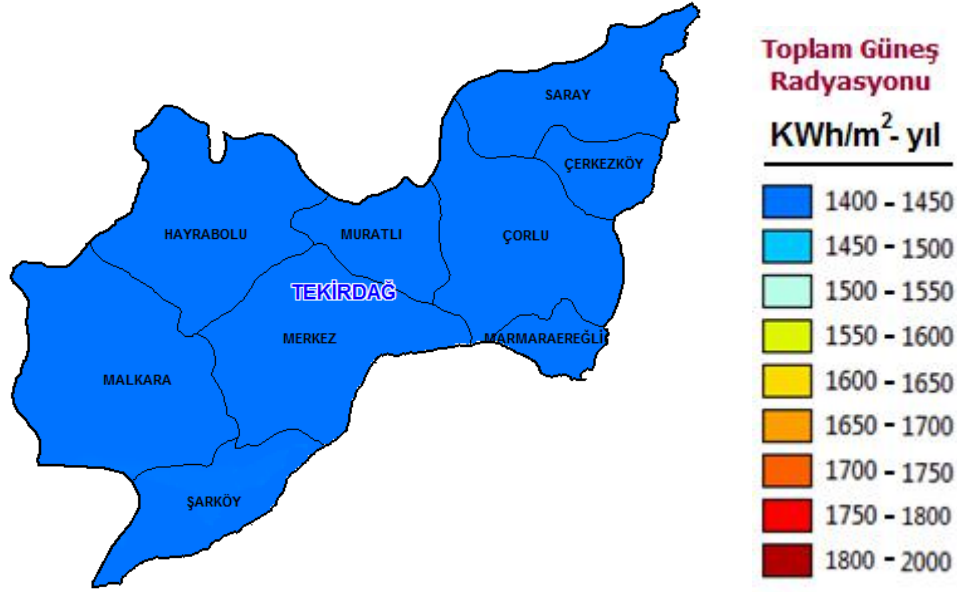 SARAY
ÇERKEZKÖY
HAYRABOLU
MURATLI
ÇORLU
TEKİRDAĞ
MERKEZ
MARMARAEREĞLİ
MALKARA
ŞARKÖY
Toplam Güneş
Radyasyonu
KWh/m²- yıl
1400 - 1450
1450 - 1500
1500 - 1550
1550 - 1600
1600 - 1650
1650 - 1700
1700 - 1750
1750 - 1800
1800 - 2000